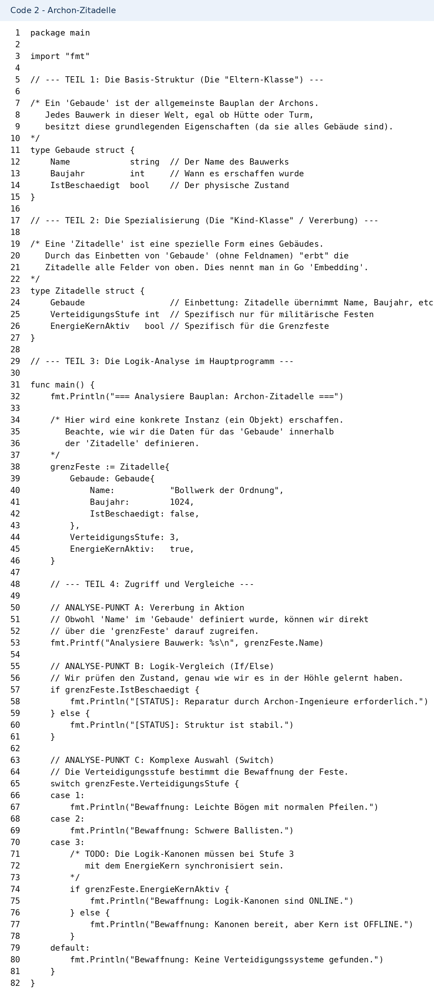 Code 2 - Archon-Zitadelle
1 package main
2
3 import "fmt"
4
5 // --- TEIL 1: Die Basis-Struktur (Die "Eltern-Klasse") ---
6
7 /* Ein 'Gebaude' ist der allgemeinste Bauplan der Archons.
8    Jedes Bauwerk in dieser Welt, egal ob Hütte oder Turm,
9    besitzt diese grundlegenden Eigenschaften (da sie alles Gebäude sind).
10 */
11 type Gebaude struct {
12     Name            string  // Der Name des Bauwerks
13     Baujahr         int     // Wann es erschaffen wurde
14     IstBeschaedigt  bool    // Der physische Zustand
15 }
16
17 // --- TEIL 2: Die Spezialisierung (Die "Kind-Klasse" / Vererbung) ---
18
19 /* Eine 'Zitadelle' ist eine spezielle Form eines Gebäudes.
20    Durch das Einbetten von 'Gebaude' (ohne Feldnamen) "erbt" die
21    Zitadelle alle Felder von oben. Dies nennt man in Go 'Embedding'.
22 */
23 type Zitadelle struct {
24     Gebaude                 // Einbettung: Zitadelle übernimmt Name, Baujahr, etc
25     VerteidigungsStufe int  // Spezifisch nur für militärische Festen
26     EnergieKernAktiv   bool // Spezifisch für die Grenzfeste
27 }
28
29 // --- TEIL 3: Die Logik-Analyse im Hauptprogramm ---
30
31 func main() {
32     fmt.Println("=== Analysiere Bauplan: Archon-Zitadelle ===")
33
34     /* Hier wird eine konkrete Instanz (ein Objekt) erschaffen.
35        Beachte, wie wir die Daten für das 'Gebaude' innerhalb
36        der 'Zitadelle' definieren.
37     */
38     grenzFeste := Zitadelle{
39         Gebaude: Gebaude{
40             Name:           "Bollwerk der Ordnung",
41             Baujahr:        1024,
42             IstBeschaedigt: false,
43         },
44         VerteidigungsStufe: 3,
45         EnergieKernAktiv:   true,
46     }
47
48     // --- TEIL 4: Zugriff und Vergleiche ---
49
50     // ANALYSE-PUNKT A: Vererbung in Aktion
51     // Obwohl 'Name' im 'Gebaude' definiert wurde, können wir direkt
52     // über die 'grenzFeste' darauf zugreifen.
53     fmt.Printf("Analysiere Bauwerk: %s\n", grenzFeste.Name)
54
55     // ANALYSE-PUNKT B: Logik-Vergleich (If/Else)
56     // Wir prüfen den Zustand, genau wie wir es in der Höhle gelernt haben.
57     if grenzFeste.IstBeschaedigt {
58         fmt.Println("[STATUS]: Reparatur durch Archon-Ingenieure erforderlich.")
59     } else {
60         fmt.Println("[STATUS]: Struktur ist stabil.")
61     }
62
63     // ANALYSE-PUNKT C: Komplexe Auswahl (Switch)
64     // Die Verteidigungsstufe bestimmt die Bewaffnung der Feste.
65     switch grenzFeste.VerteidigungsStufe {
66     case 1:
67         fmt.Println("Bewaffnung: Leichte Bögen mit normalen Pfeilen.")
68     case 2:
69         fmt.Println("Bewaffnung: Schwere Ballisten.")
70     case 3:
71         /* TODO: Die Logik-Kanonen müssen bei Stufe 3
72            mit dem EnergieKern synchronisiert sein.
73         */
74         if grenzFeste.EnergieKernAktiv {
75             fmt.Println("Bewaffnung: Logik-Kanonen sind ONLINE.")
76         } else {
77             fmt.Println("Bewaffnung: Kanonen bereit, aber Kern ist OFFLINE.")
78         }
79     default:
80         fmt.Println("Bewaffnung: Keine Verteidigungssysteme gefunden.")
81     }
82 }